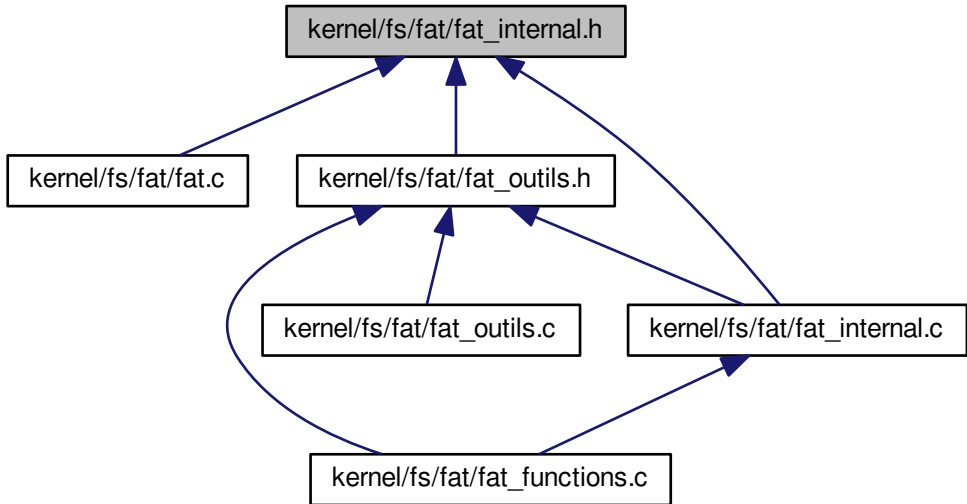 kernel/fs/fat/fat_internal.h
kernel/fs/fat/fat.c
kernel/fs/fat/fat_outils.h
kernel/fs/fat/fat_outils.c
kernel/fs/fat/fat_internal.c
kernel/fs/fat/fat_functions.c